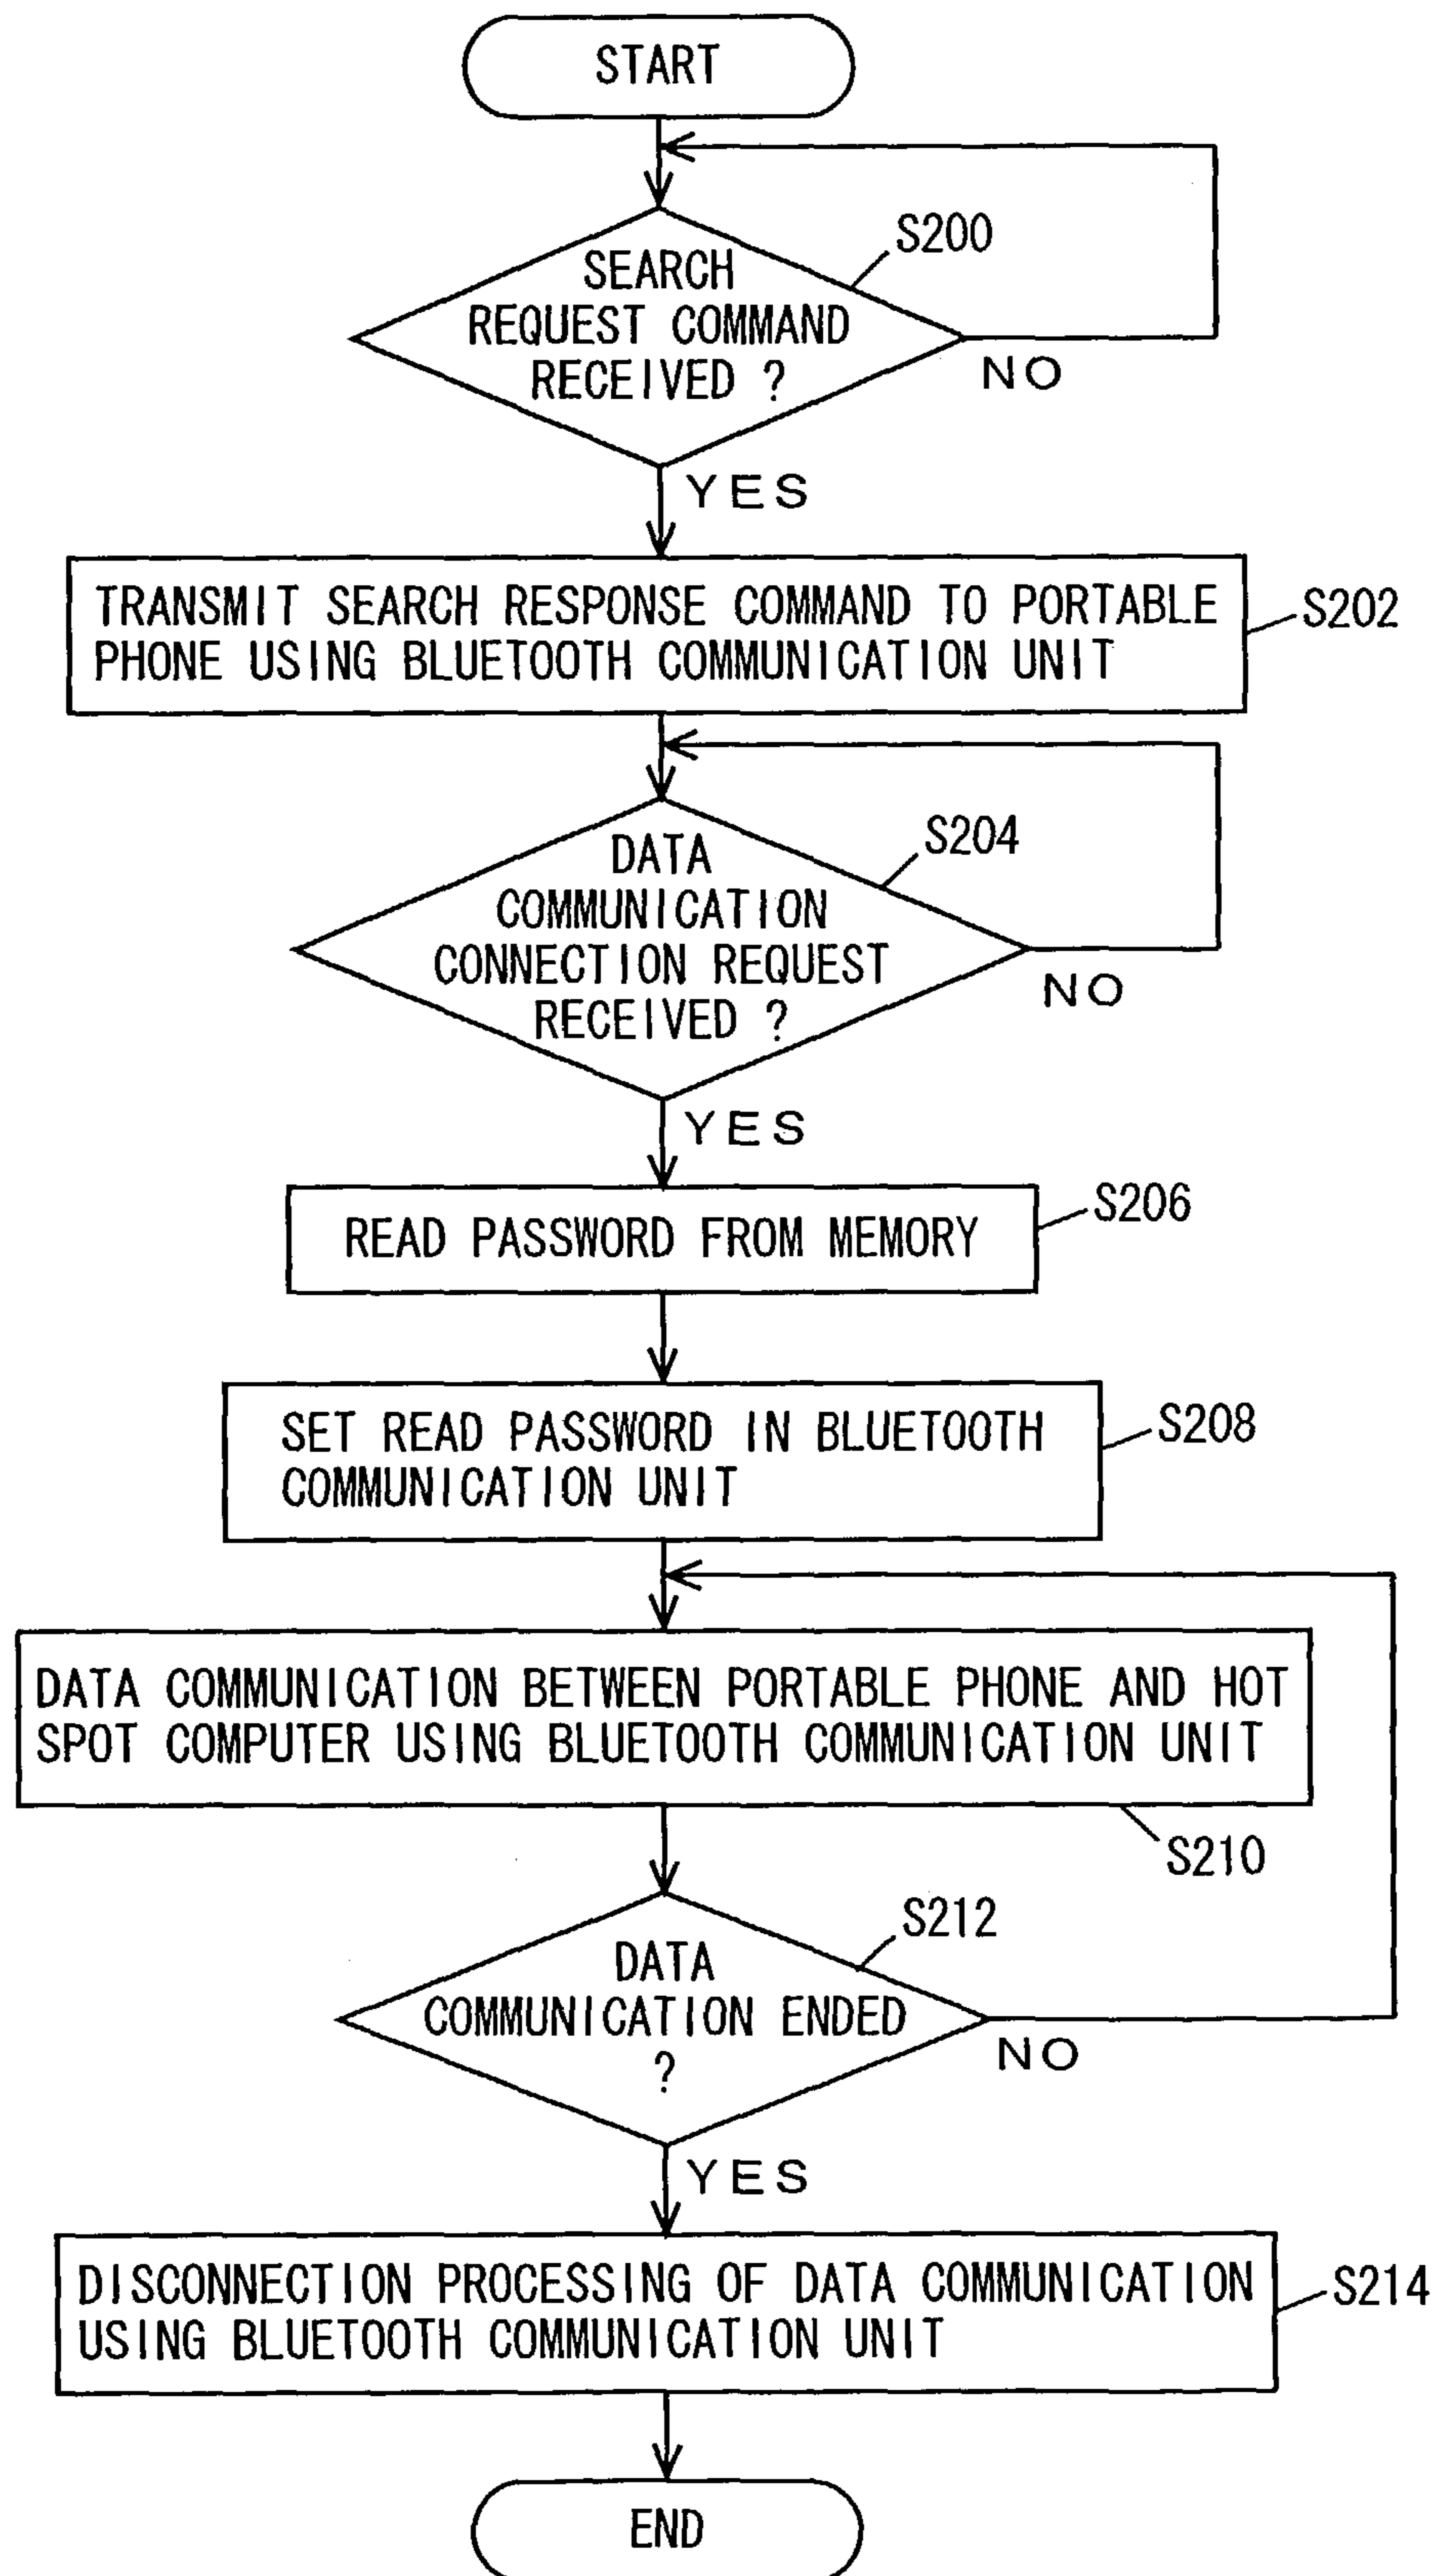 START
S200
SEARCH
REQUEST COMMAND
RECEIVED ?
NO
YES
TRANSMIT SEARCH RESPONSE COMMAND TO PORTABLE
PHONE USING BLUETOOTH COMMUNICATION UNIT
S202
S204
DATA
COMMUNICATION
CONNECTION REQUEST
RECEIVED ?
NO
YES
READ PASSWORD FROM MEMORY
S206
SET READ PASSWORD IN BLUETOOTH
COMMUNICATION UNIT
S208
DATA COMMUNICATION BETWEEN PORTABLE PHONE AND HOT
SPOT COMPUTER USING BLUETOOTH COMMUNICATION UNIT
S210
S212
DATA
COMMUNICATION ENDED
?
NO
YES
DISCONNECTION PROCESSING OF DATA COMMUNICATION
USING BLUETOOTH COMMUNICATION UNIT
S214
END